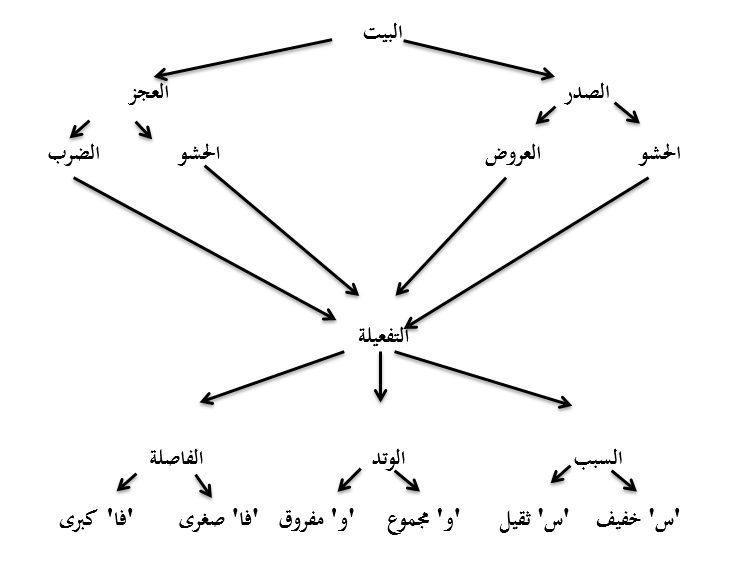 البيت
الصدر العجز
الحشو العروض الحشو الضرب
التفعيلة
السبب الوتد الفاصلة
'س' خفيف 'س' ثقيل 'و' مجموع 'و' مفروق 'فا' صغرى 'فا' كبرى